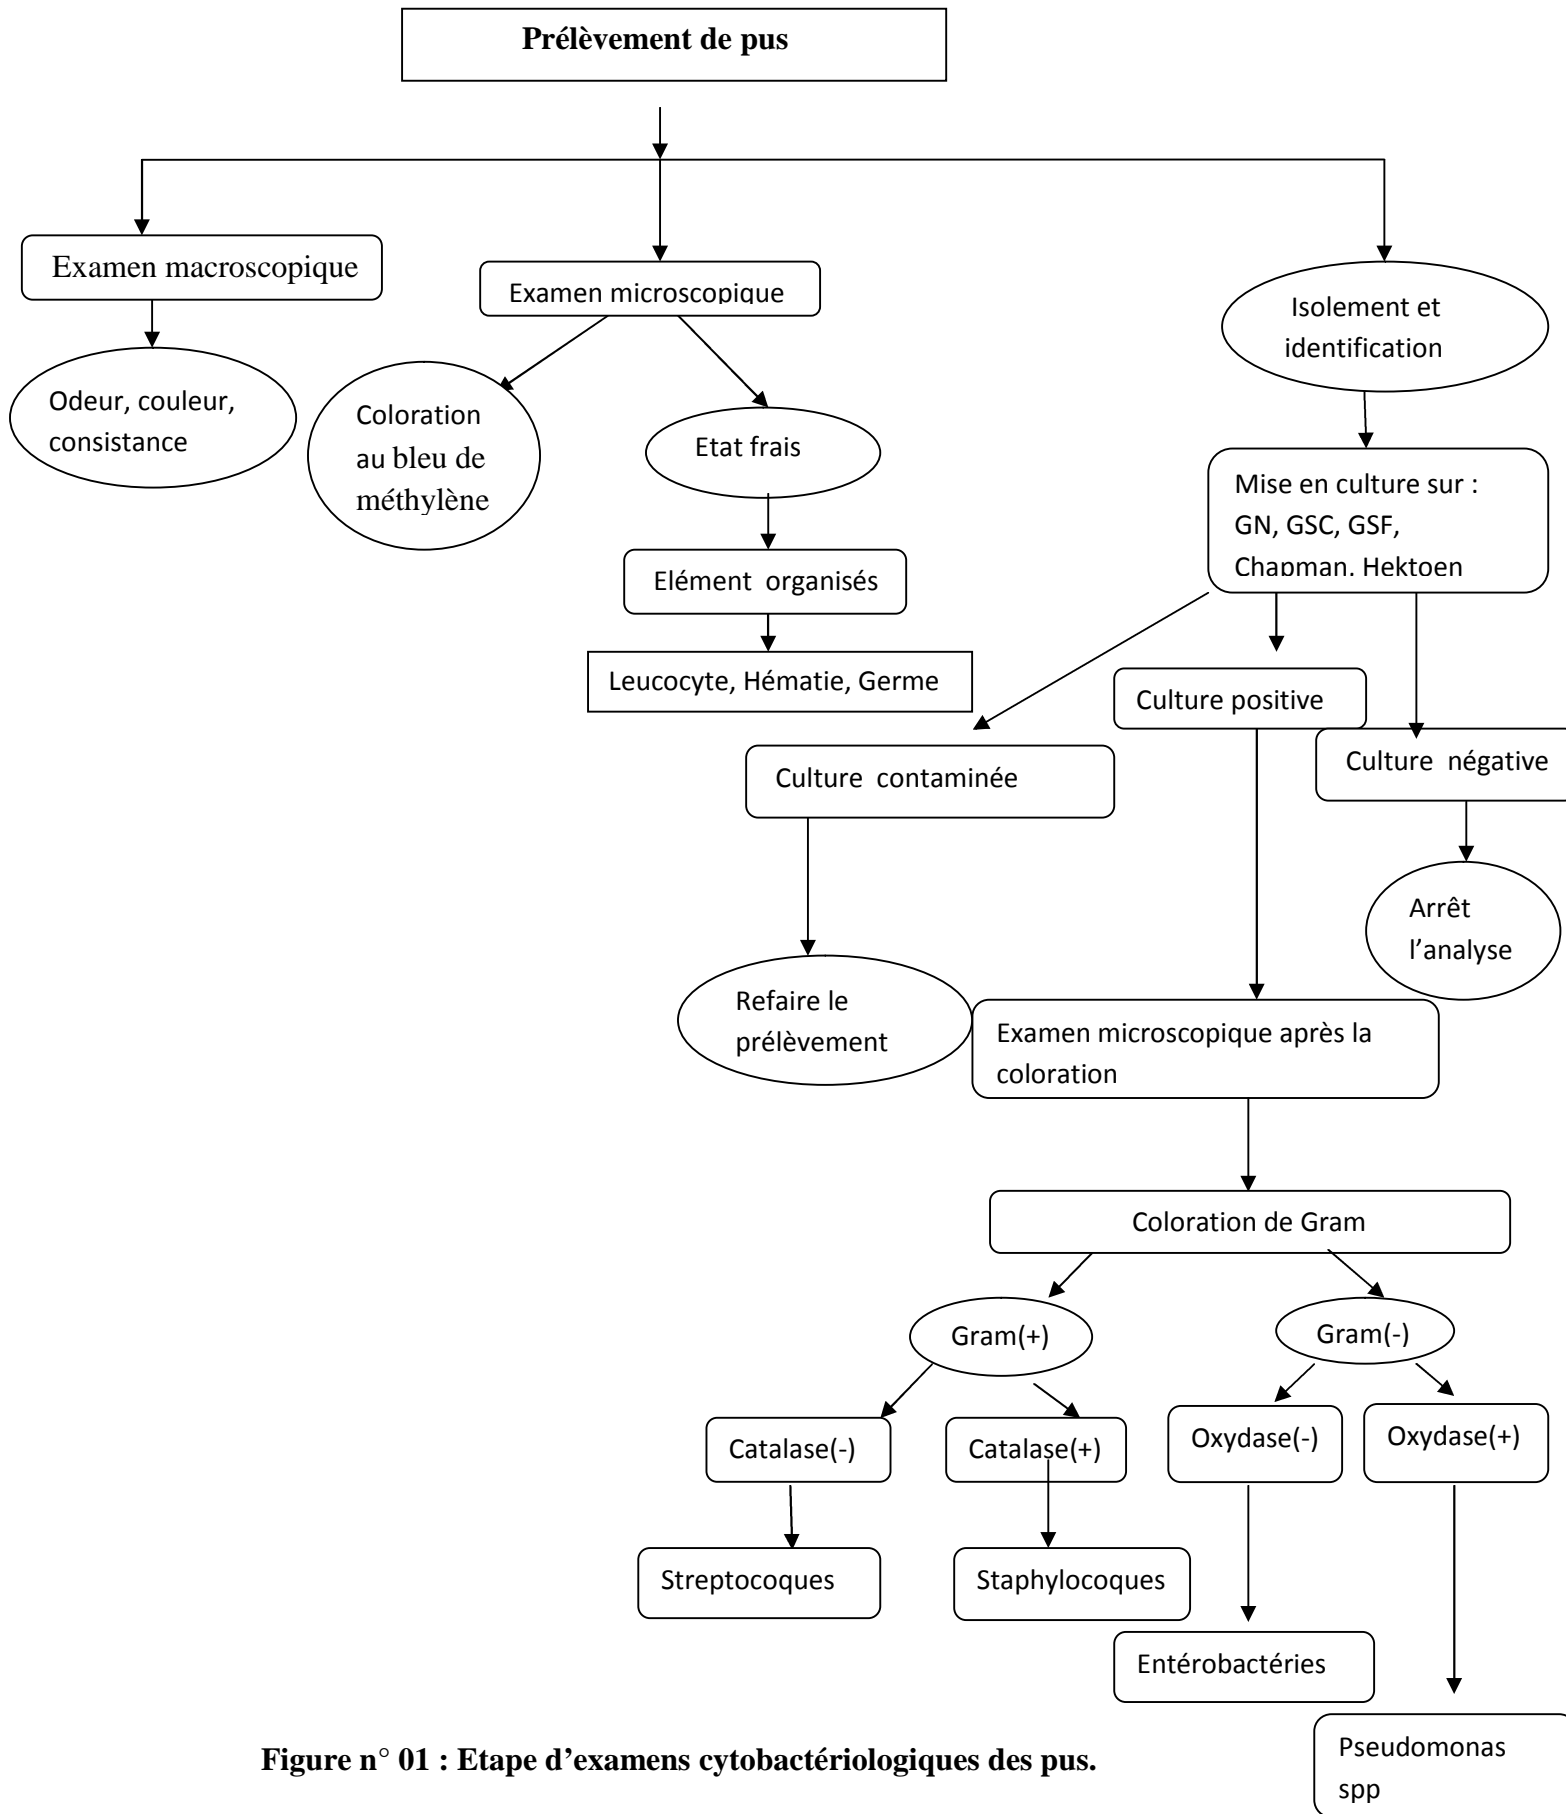 Prélèvement de pus
Examen macroscopique
Examen microscopique
Isolement et
identification
Odeur, couleur,
consistance
Coloration
au bleu de
méthylène
Etat frais
Mise en culture sur :
GN, GSC, GSF,
Chapman. Hektoen
Elément organisés
Leucocyte, Hématie, Germe
Culture positive
Culture contaminée
Culture négative
Arrêt
l’analyse
Refaire le
prélèvement
Examen microscopique après la
coloration
Coloration de Gram
Gram(+)
Gram(-)
Catalase(-)
Catalase(+)
Oxydase(-)
Oxydase(+)
Streptocoques
Staphylocoques
Entérobactéries
Pseudomonas
spp
Figure n° 01 : Etape d’examens cytobactériologiques des pus.